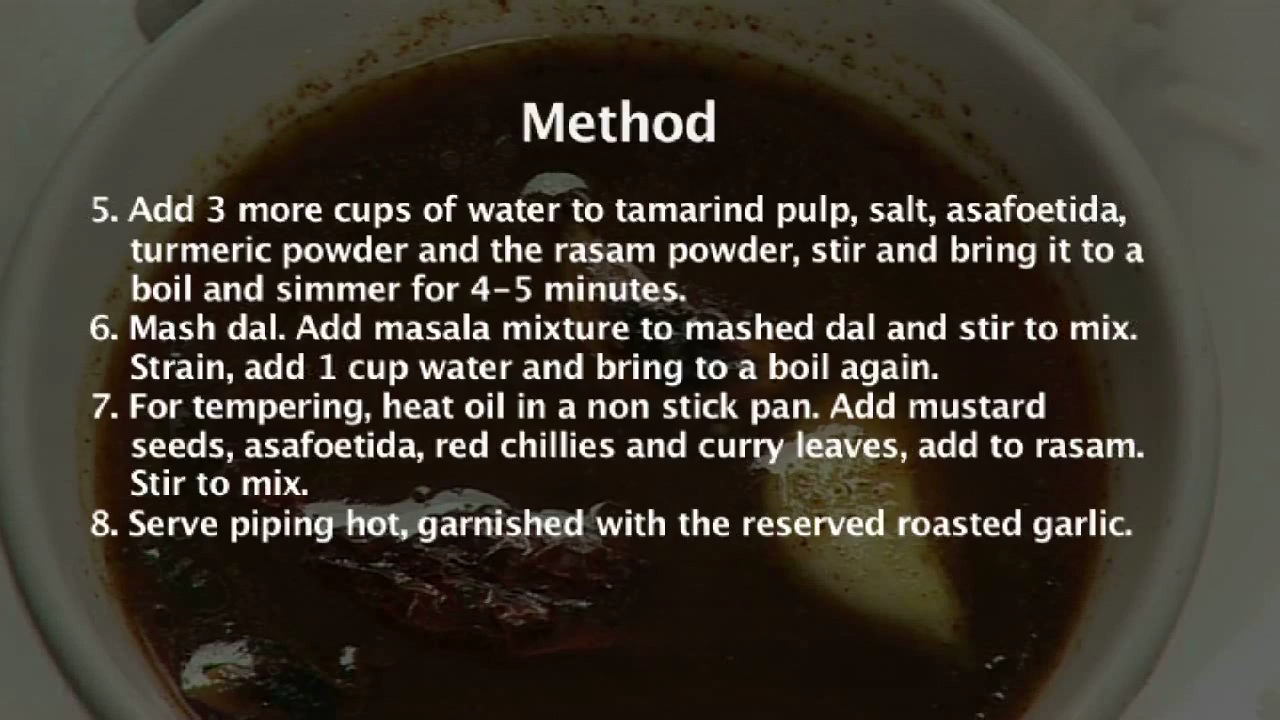 Method
5. Add 3 more cups of water to tamarind pulp, salt, asafoetida,
turmeric powder and the rasam powder, stir and bring it to a
boil and simmer for 4-5 minutes.
6. Mash dal. Add masala mixture to mashed dal and stir to mix.
Strain, add 1 cup water and bring to a boil again.
7. For tempering, heat oil in a non stick pan. Add mustard
seeds, asafoetida, red chillies and curry leaves, add to rasam.
Stir to mix.
8. Serve piping hot, garnished with the reserved roasted garlic.